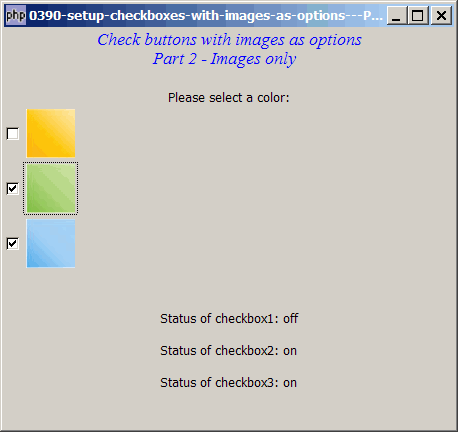 php 0390-setup-checkboxes-with-images-as-options---P...
Check buttons with images as options
Part 2 - Images only
Please select a color:
Status of checkbox1: off
Status of checkbox2: on
Status of checkbox3: on